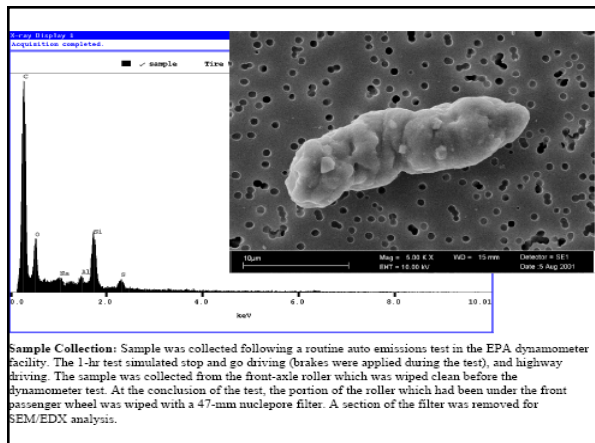 X-ray Display 1
Acquisition completed.
sample Tire
C
O
Na
Al
Si
S
0.0 2.0 4.0 6.0 8.0 10.01
keV
10µm
Mag = 5.00 K X WD = 15 mm Detector = SE1
EHT = 10.00 kV Date :5 Aug 2001
Sample Collection: Sample was collected following a routine auto emissions test in the EPA dynamometer
facility. The 1-hr test simulated stop and go driving (brakes were applied during the test), and highway
driving. The sample was collected from the front-axle roller which was wiped clean before the
dynamometer test. At the conclusion of the test, the portion of the roller which had been under the front
passenger wheel was wiped with a 47-mm nuclepore filter. A section of the filter was removed for
SEM/EDX analysis.